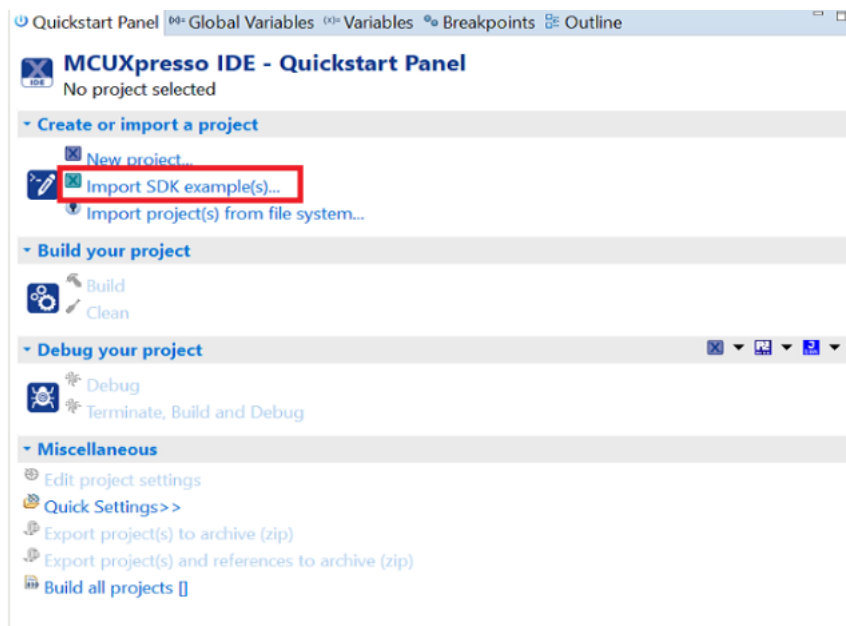 Quickstart Panel (x)= Global Variables (x)= Variables Breakpoints Outline
MCUXpresso IDE - Quickstart Panel
IDE
No project selected
Create or import a project
New project...
Import SDK example(s)...
Import project(s) from file system...
Build your project
Build
Clean
Debug your project
Debug
Terminate, Build and Debug
Miscellaneous
Edit project settings
Quick Settings>>
Export project(s) to archive (zip)
Export project(s) and references to archive (zip)
Build all projects []